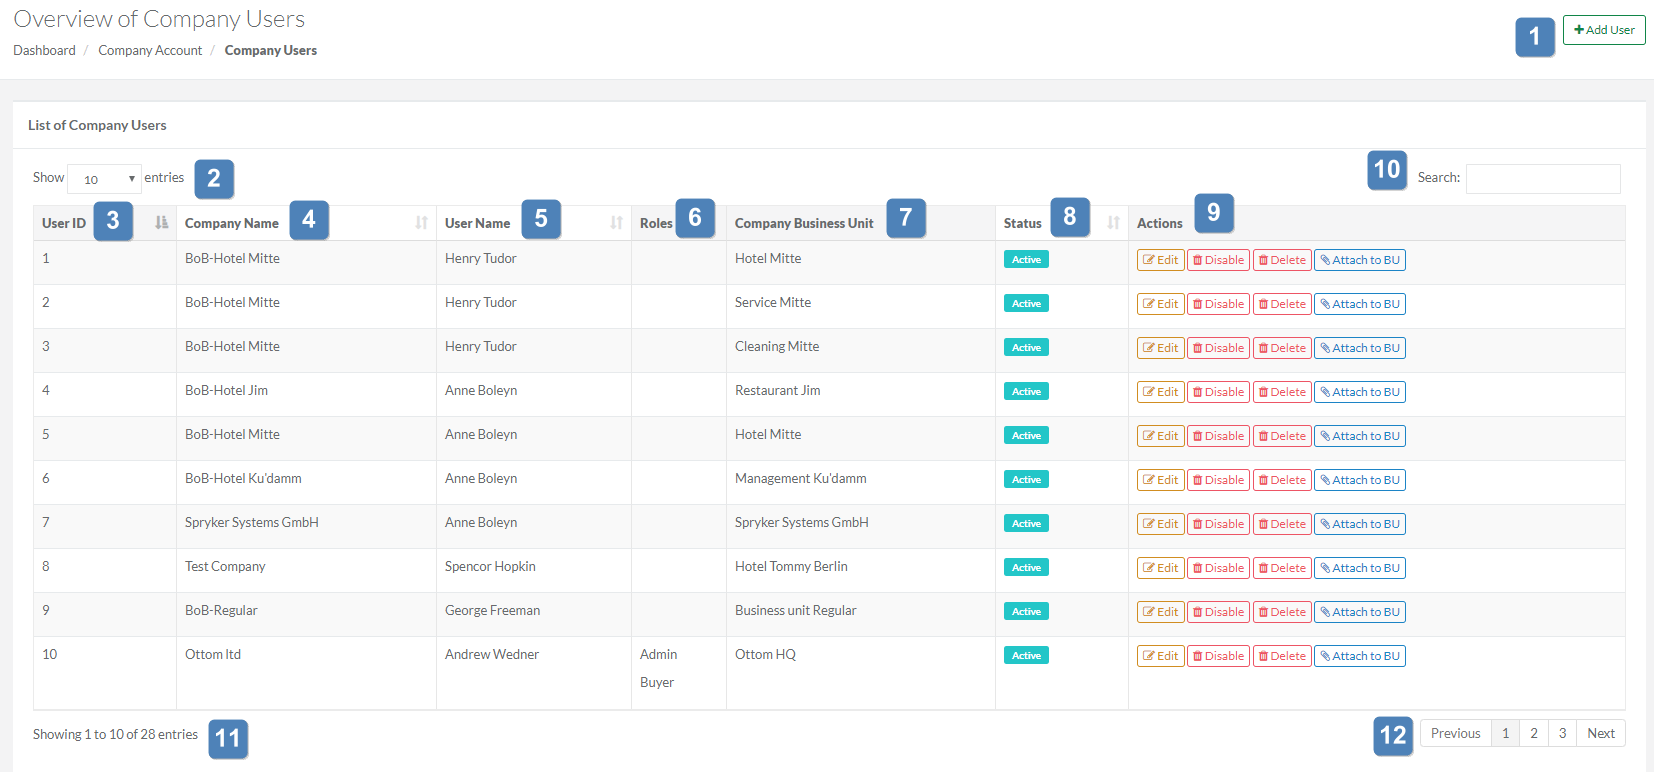 Overview of Company Users
Dashboard / Company Account / Company Users
1 Add User
List of Company Users
Show 10 entries 2 10 Search:
User ID 3 Company Name 4 User Name 5 Roles 6 Company Business Unit 7 Status 8 Actions 9
1 BoB-Hotel Mitte Henry Tudor Hotel Mitte Active Edit Disable Delete Attach to BU
2 BoB-Hotel Mitte Henry Tudor Service Mitte Active Edit Disable Delete Attach to BU
3 BoB-Hotel Mitte Henry Tudor Cleaning Mitte Active Edit Disable Delete Attach to BU
4 BoB-Hotel Jim Anne Boleyn Restaurant Jim Active Edit Disable Delete Attach to BU
5 BoB-Hotel Mitte Anne Boleyn Hotel Mitte Active Edit Disable Delete Attach to BU
6 BoB-Hotel Ku'damm Anne Boleyn Management Ku'damm Active Edit Disable Delete Attach to BU
7 Spryker Systems GmbH Anne Boleyn Spryker Systems GmbH Active Edit Disable Delete Attach to BU
8 Test Company Spencor Hopkin Hotel Tommy Berlin Active Edit Disable Delete Attach to BU
9 BoB-Regular George Freeman Business unit Regular Active Edit Disable Delete Attach to BU
10 Ottom ltd Andrew Wedner Admin Ottom HQ Active Edit Disable Delete Attach to BU
Buyer
Showing 1 to 10 of 28 entries 11 12 Previous 1 2 3 Next